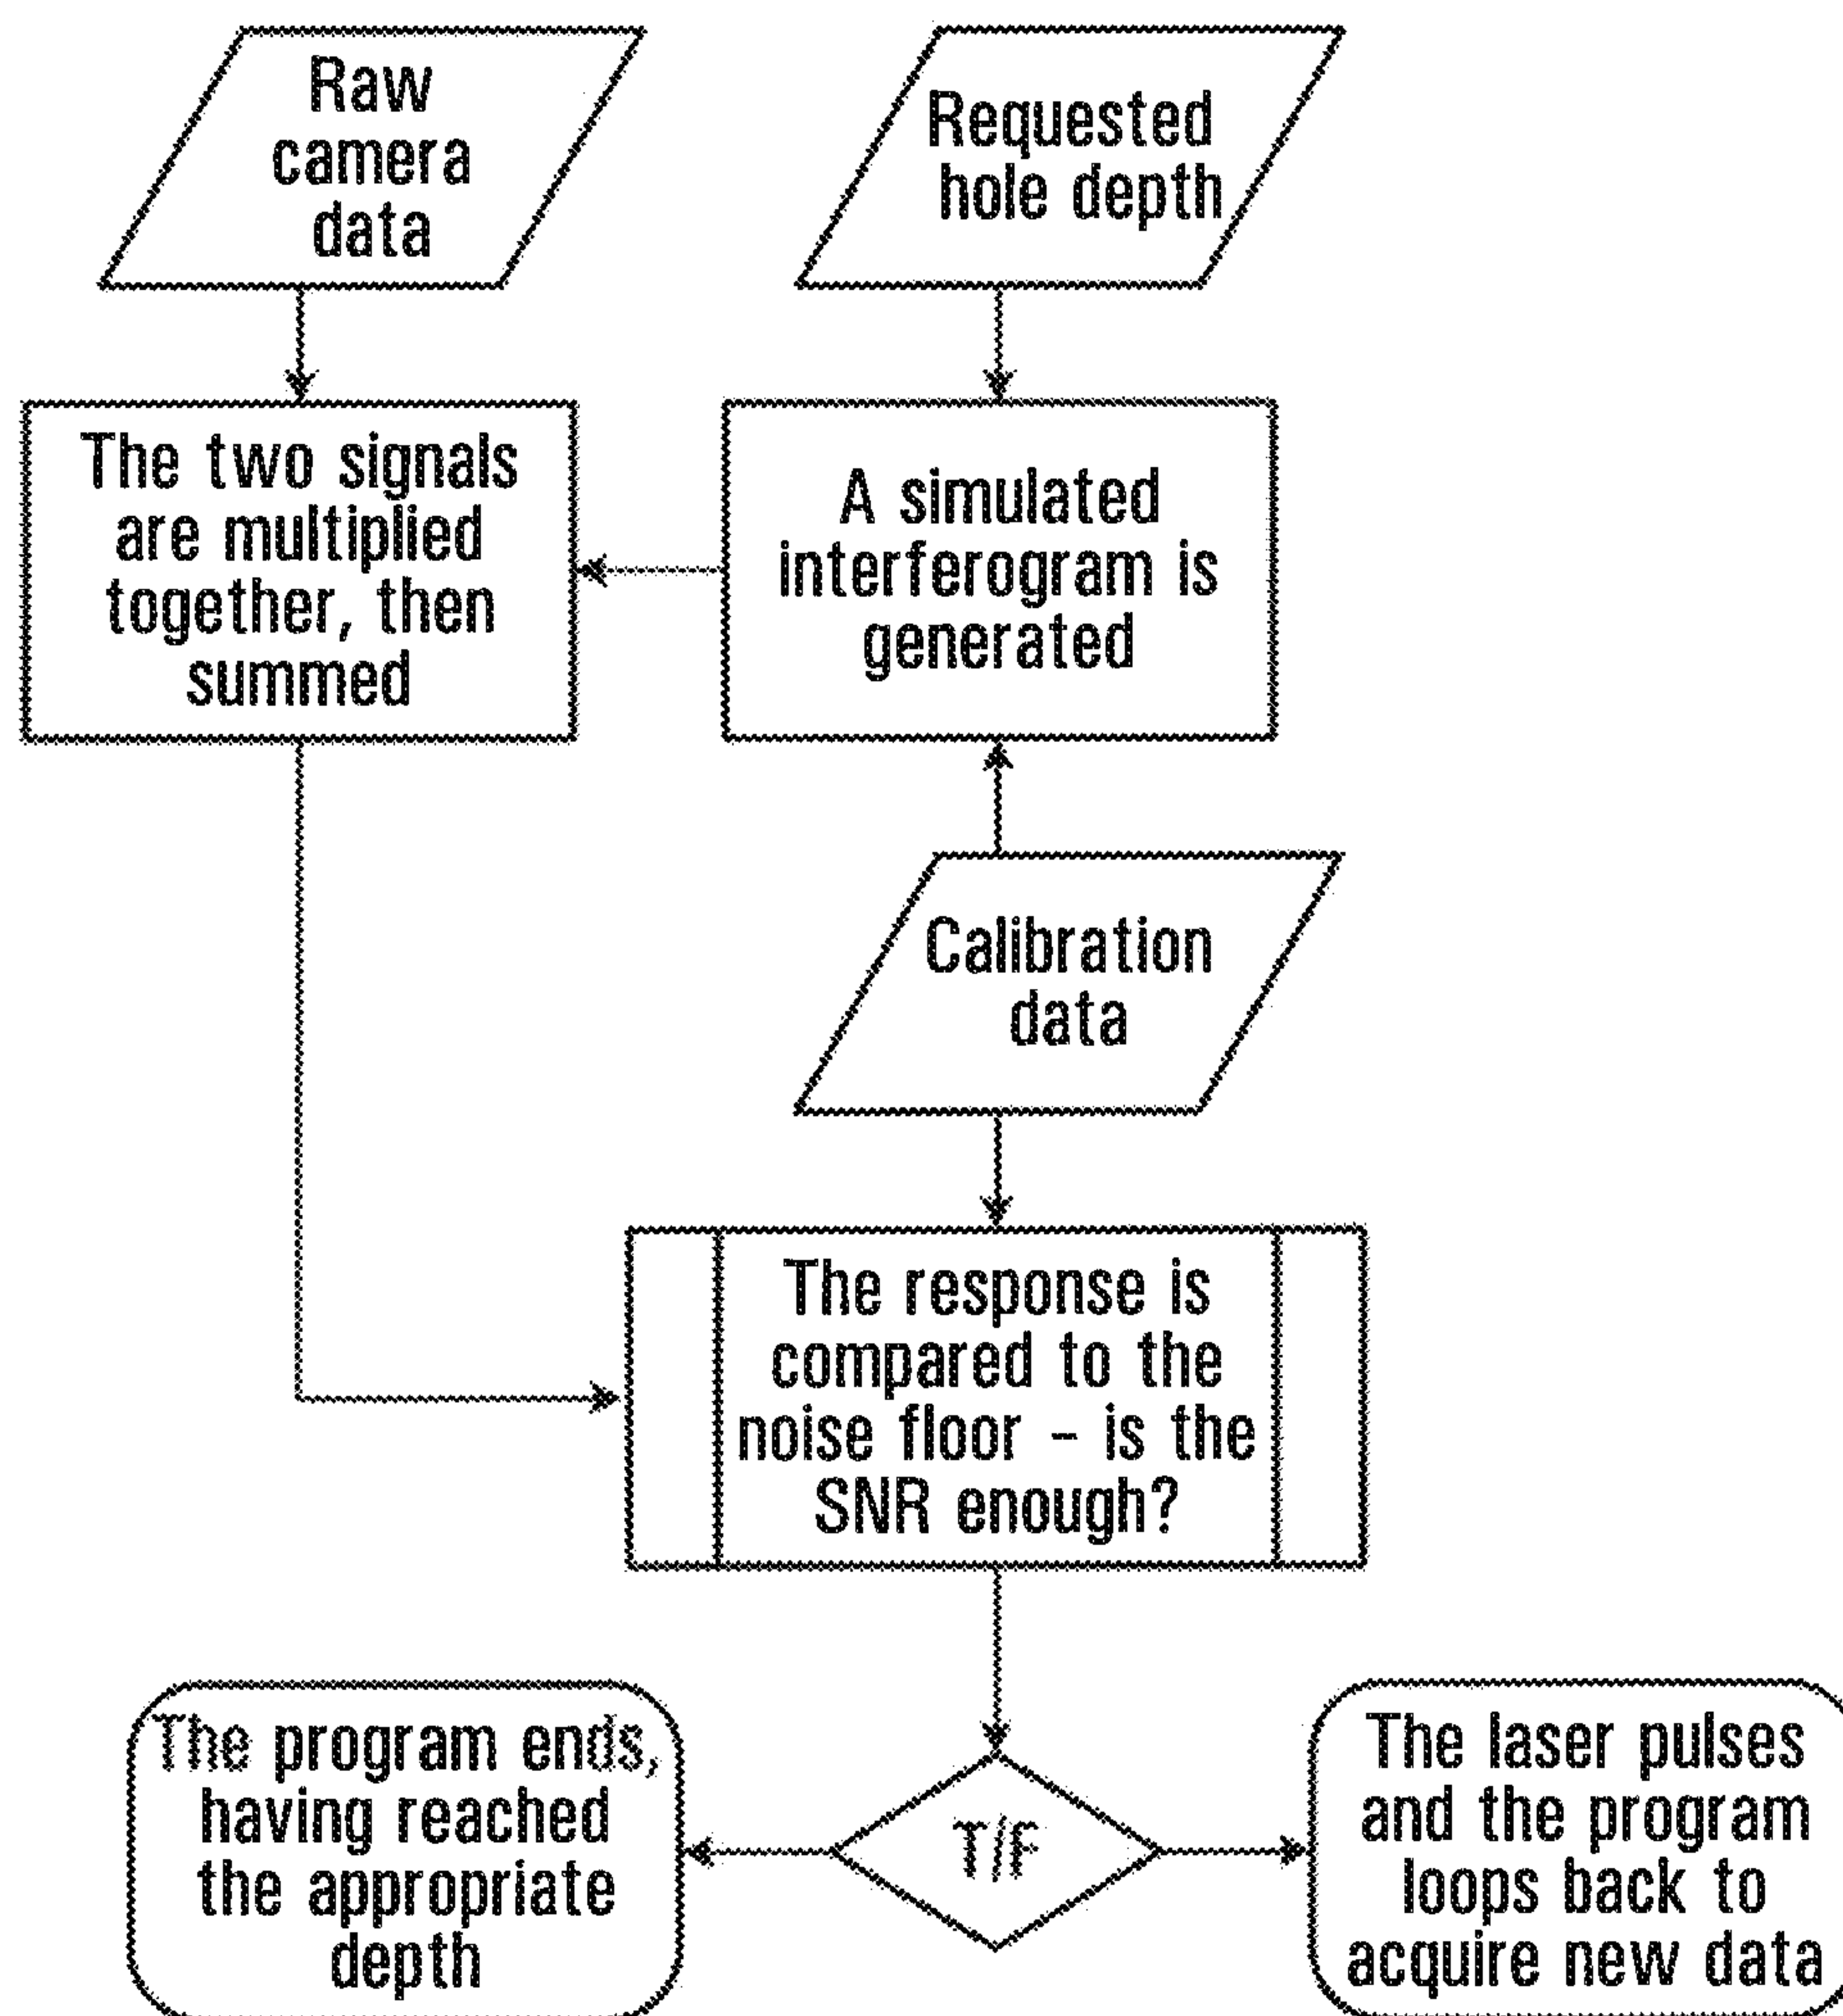 Raw
camera
data
Requested
hole depth
The two signals
are multiplied
together, then
summed
A simulated
interferogram is
generated
Calibration
data
The response is
compared to the
noise floor - is the
SNR enough?
The program ends,
having reached
the appropriate
depth
T/F
The laser pulses
and the program
loops back to
acquire new data